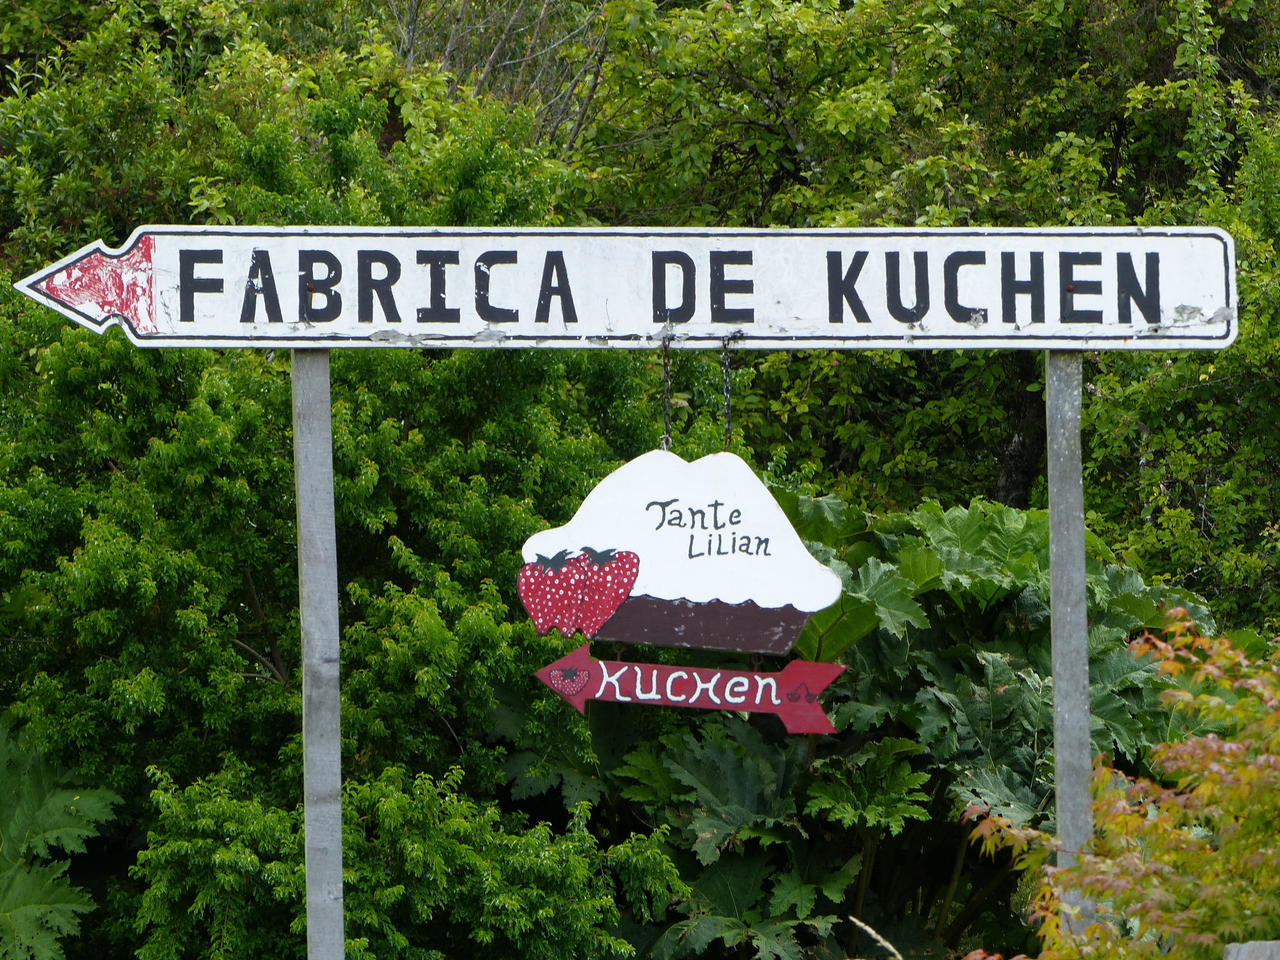 FABRICA DE KUCHEN
Tante
Lilian
KUCHen